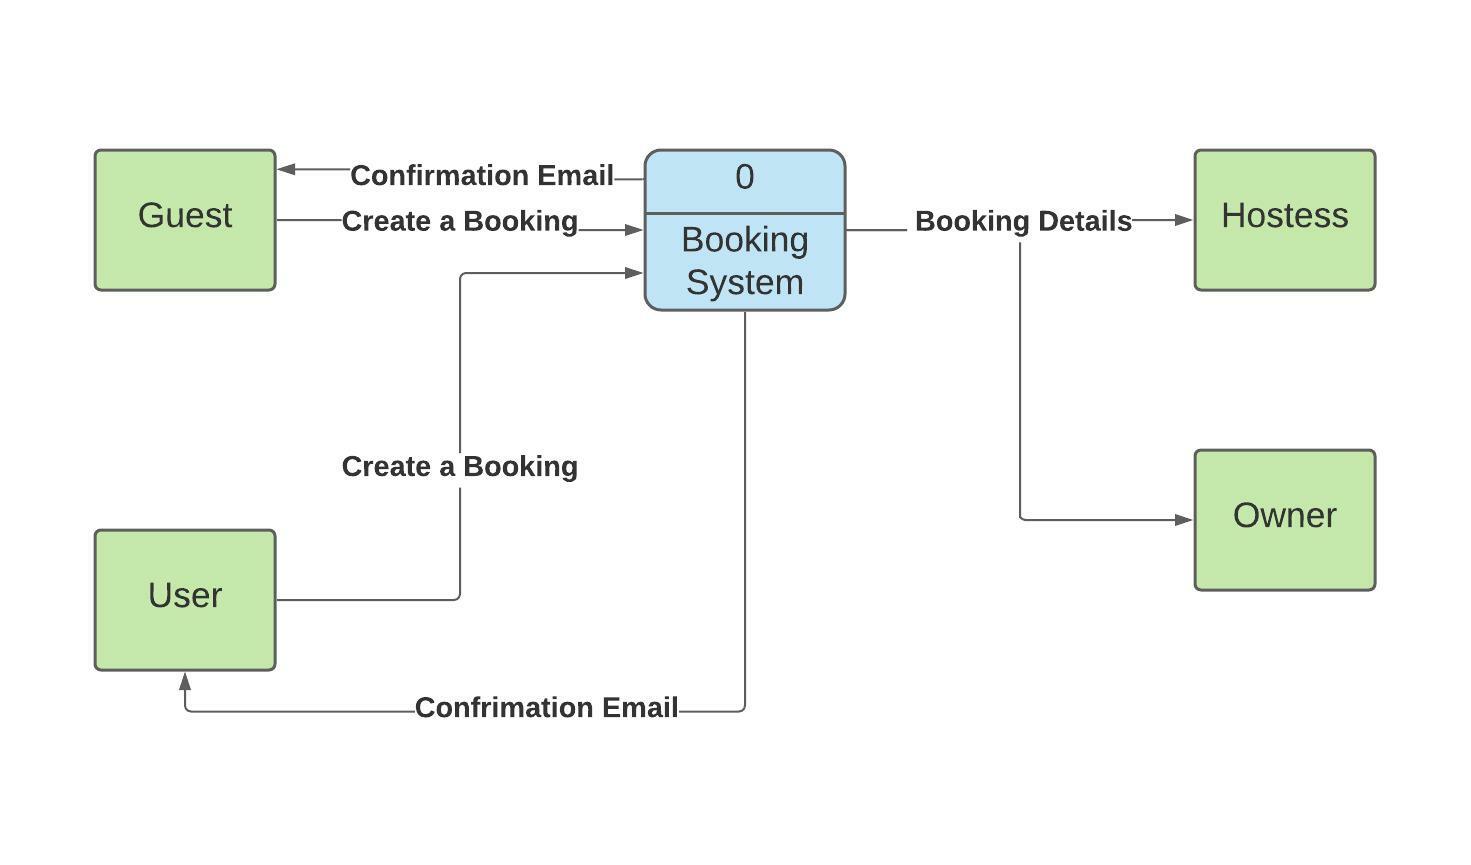 Confirmation Email
0
Guest
Create a Booking
Booking
System
Booking Details
Hostess
Create a Booking
Owner
User
Confrimation Email